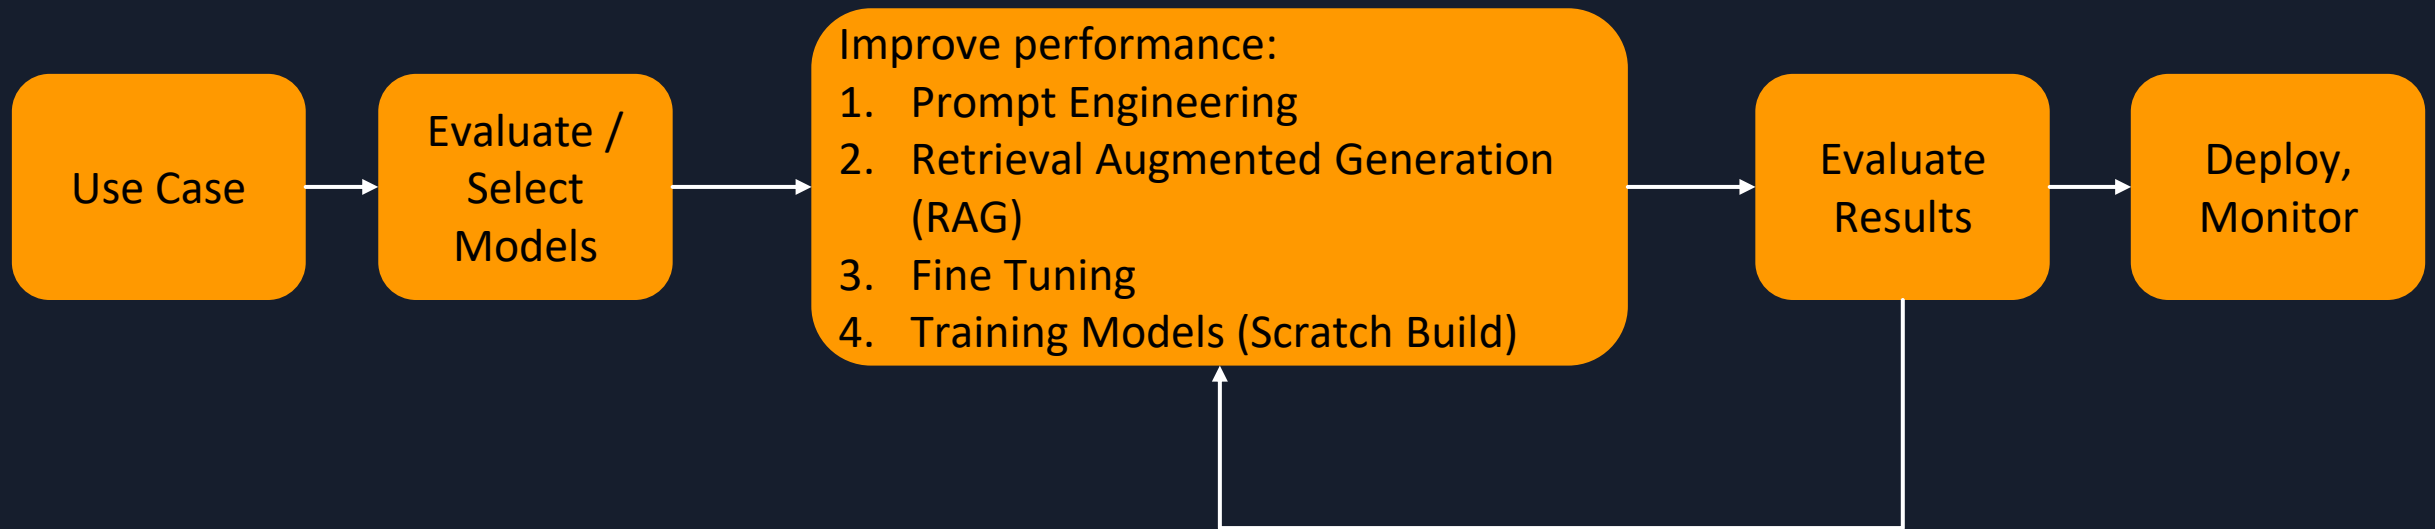 Use Case
Evaluate /
Select
Models
Improve performance:
1. Prompt Engineering
2. Retrieval Augmented Generation
(RAG)
3. Fine Tuning
4. Training Models (Scratch Build)
Evaluate
Results
Deploy,
Monitor